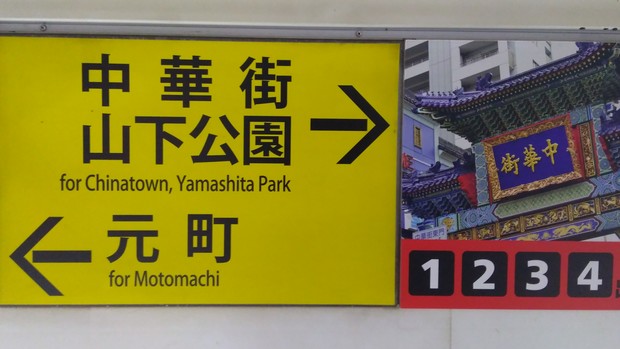 中華街
山下公園
for Chinatown, Yamashita Park
元町
for Motomachi
街華中
1 2 3 4